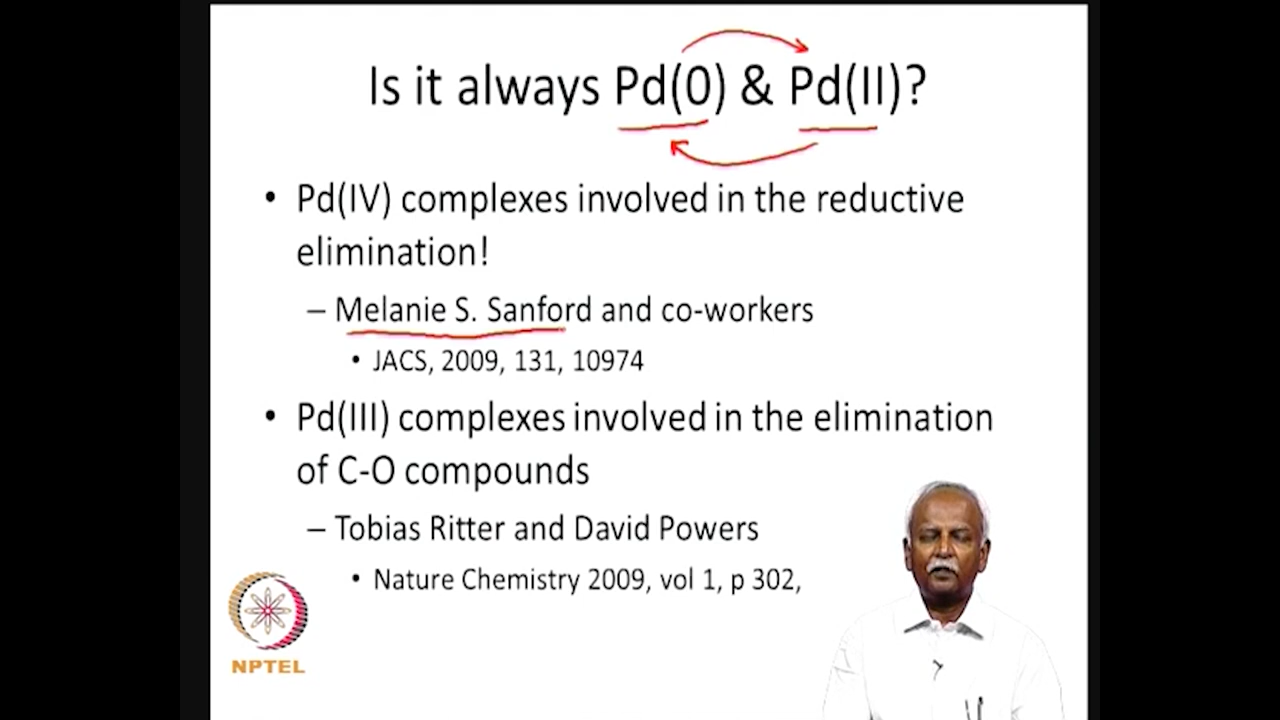 Is it always Pd(0) & Pd(II)?
• Pd(IV) complexes involved in the reductive
elimination!
– Melanie S. Sanford and co-workers
• JACS, 2009, 131, 10974
• Pd(III) complexes involved in the elimination
of C-O compounds
– Tobias Ritter and David Powers
• Nature Chemistry 2009, vol 1, p 302,
NPTEL